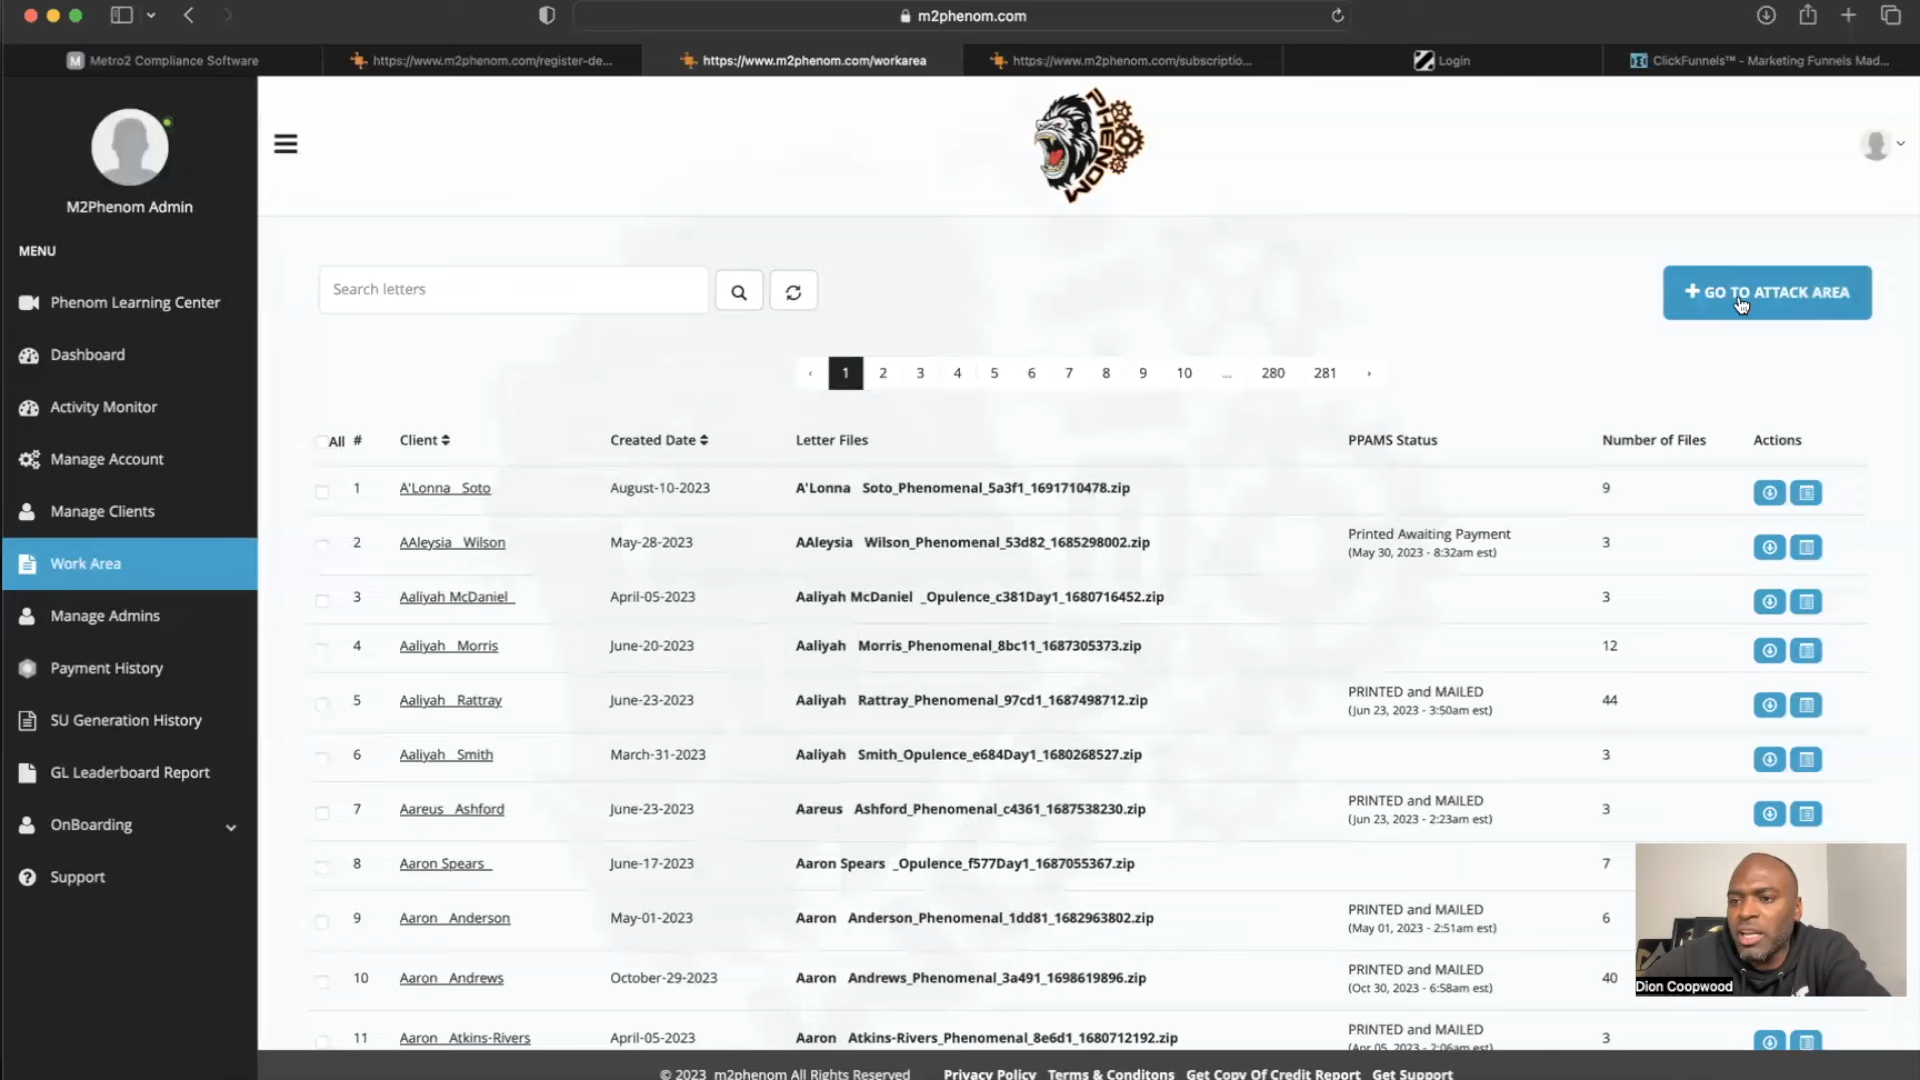 m2phenom.com
Metro2 Compliance Software
https://www.m2phenom.com/register-de...
https://www.m2phenom.com/workarea
https://www.m2phenom.com/subscriptio...
Login
ClickFunnels™ - Marketing Funnels Mad...
M2Phenom Admin
MENU
Phenom Learning Center
Dashboard
Activity Monitor
Manage Account
Manage Clients
Work Area
Manage Admins
Payment History
SU Generation History
GL Leaderboard Report
OnBoarding
Support
PHENOM
Search letters
+ GO TO ATTACK AREA
‹ 1 2 3 4 5 6 7 8 9 10 ... 280 281 ›
All # Client Created Date Letter Files PPAMS Status Number of Files Actions
1 A'Lonna Soto August-10-2023 A'Lonna Soto_Phenomenal_5a3f1_1691710478.zip 9
2 AAleysia Wilson May-28-2023 AAleysia Wilson_Phenomenal_53d82_1685298002.zip Printed Awaiting Payment 3
(May 30, 2023 - 8:32am est)
3 Aaliyah McDaniel April-05-2023 Aaliyah McDaniel _Opulence_c381Day1_1680716452.zip 3
4 Aaliyah Morris June-20-2023 Aaliyah Morris_Phenomenal_8bc11_1687305373.zip 12
5 Aaliyah Rattray June-23-2023 Aaliyah Rattray_Phenomenal_97cd1_1687498712.zip PRINTED and MAILED 44
(Jun 23, 2023 - 3:50am est)
6 Aaliyah Smith March-31-2023 Aaliyah Smith_Opulence_e684Day1_1680268527.zip 3
7 Aareus Ashford June-23-2023 Aareus Ashford_Phenomenal_c4361_1687538230.zip PRINTED and MAILED 3
(Jun 23, 2023 - 2:23am est)
8 Aaron Spears June-17-2023 Aaron Spears _Opulence_f577Day1_1687055367.zip 7
9 Aaron Anderson May-01-2023 Aaron Anderson_Phenomenal_1dd81_1682963802.zip PRINTED and MAILED 6
(May 01, 2023 - 2:51am est)
10 Aaron Andrews October-29-2023 Aaron Andrews_Phenomenal_3a491_1698619896.zip PRINTED and MAILED 40
(Oct 30, 2023 - 6:58am est)
11 Aaron Atkins-Rivers April-05-2023 Aaron Atkins-Rivers_Phenomenal_8e6d1_1680712192.zip PRINTED and MAILED 3
(Apr 05, 2023 - 2:06am est)
Dion Coopwood
© 2023 m2phenom All Rights Reserved Privacy Policy Terms & Conditons Get Copy Of Credit Report Get Support